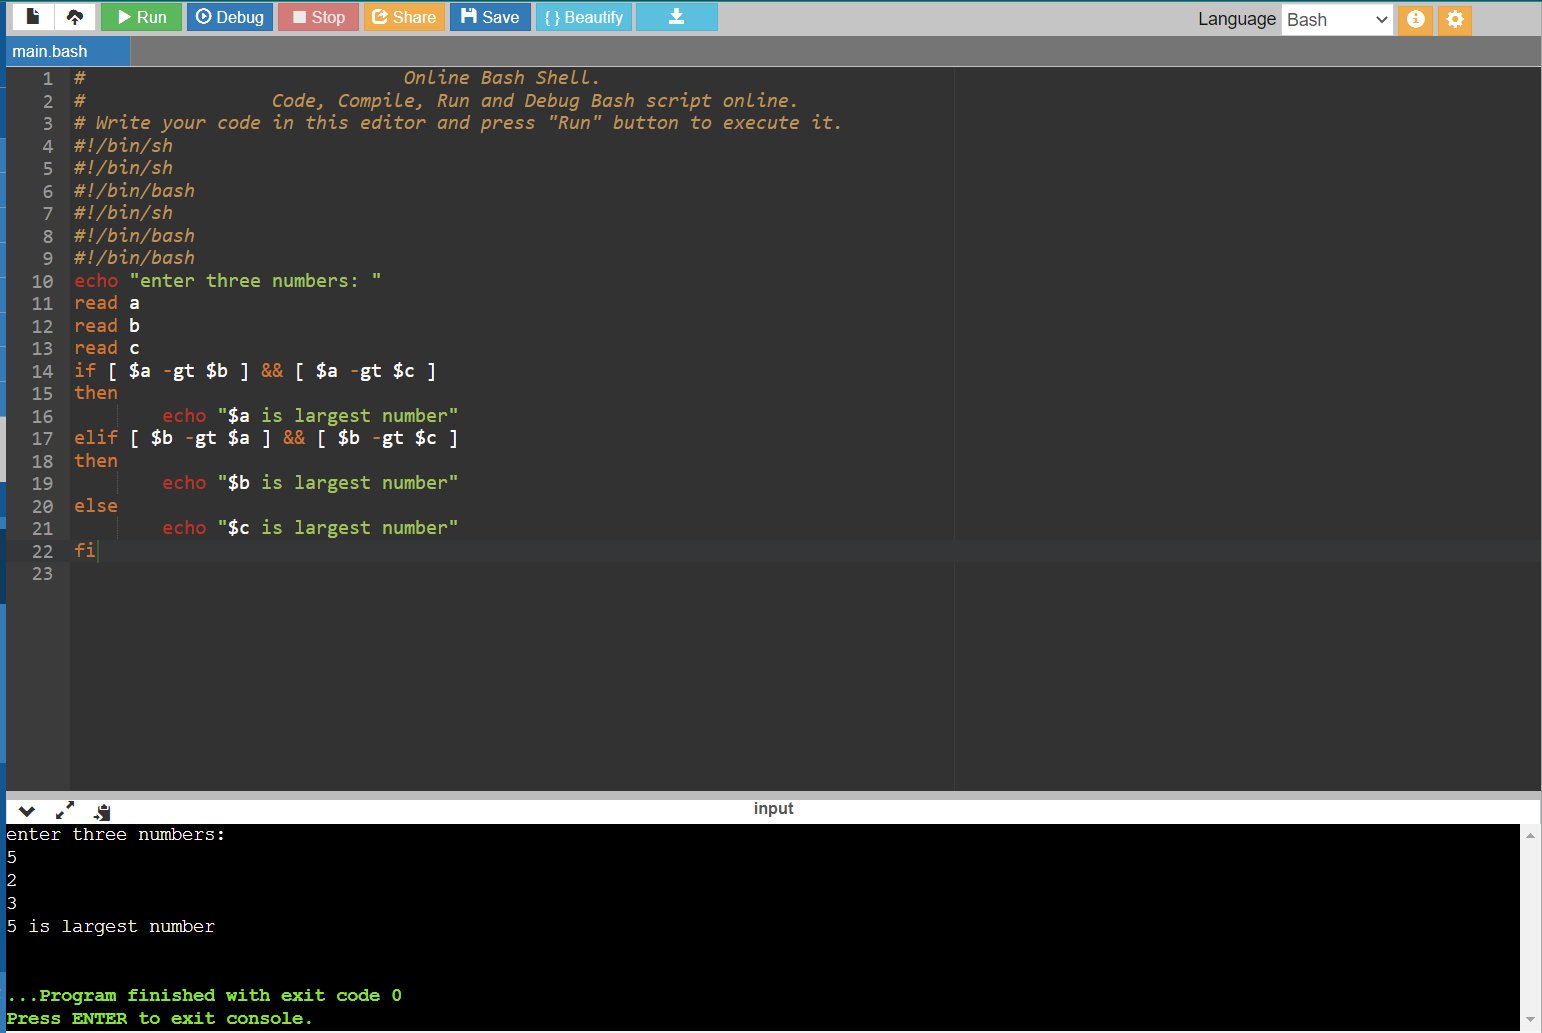 Run Debug Stop Share Save { } Beautify Language Bash
main.bash
1 # Online Bash Shell.
2 # Code, Compile, Run and Debug Bash script online.
3 # Write your code in this editor and press "Run" button to execute it.
4 #!/bin/sh
5 #!/bin/sh
6 #!/bin/bash
7 #!/bin/sh
8 #!/bin/bash
9 #!/bin/bash
10 echo "enter three numbers: "
11 read a
12 read b
13 read c
14 if [ $a -gt $b ] && [ $a -gt $c ]
15 then
16 echo "$a is largest number"
17 elif [ $b -gt $a ] && [ $b -gt $c ]
18 then
19 echo "$b is largest number"
20 else
21 echo "$c is largest number"
22 fi
23
input
enter three numbers:
5
2
3
5 is largest number
...Program finished with exit code 0
Press ENTER to exit console.